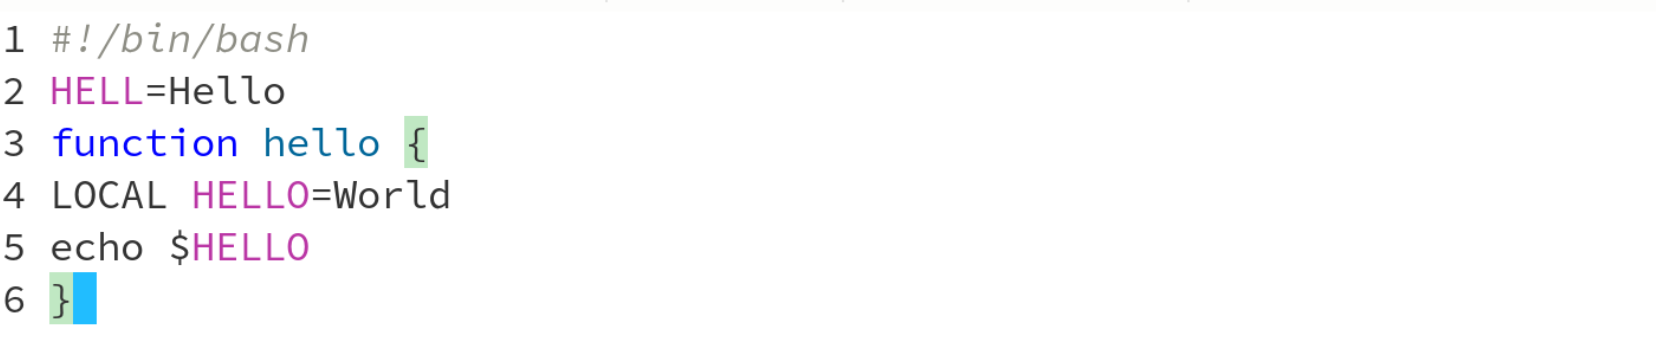 1 #!/bin/bash
2 HELL=Hello
3 function hello {
4 LOCAL HELLO=World
5 echo $HELLO
6 }